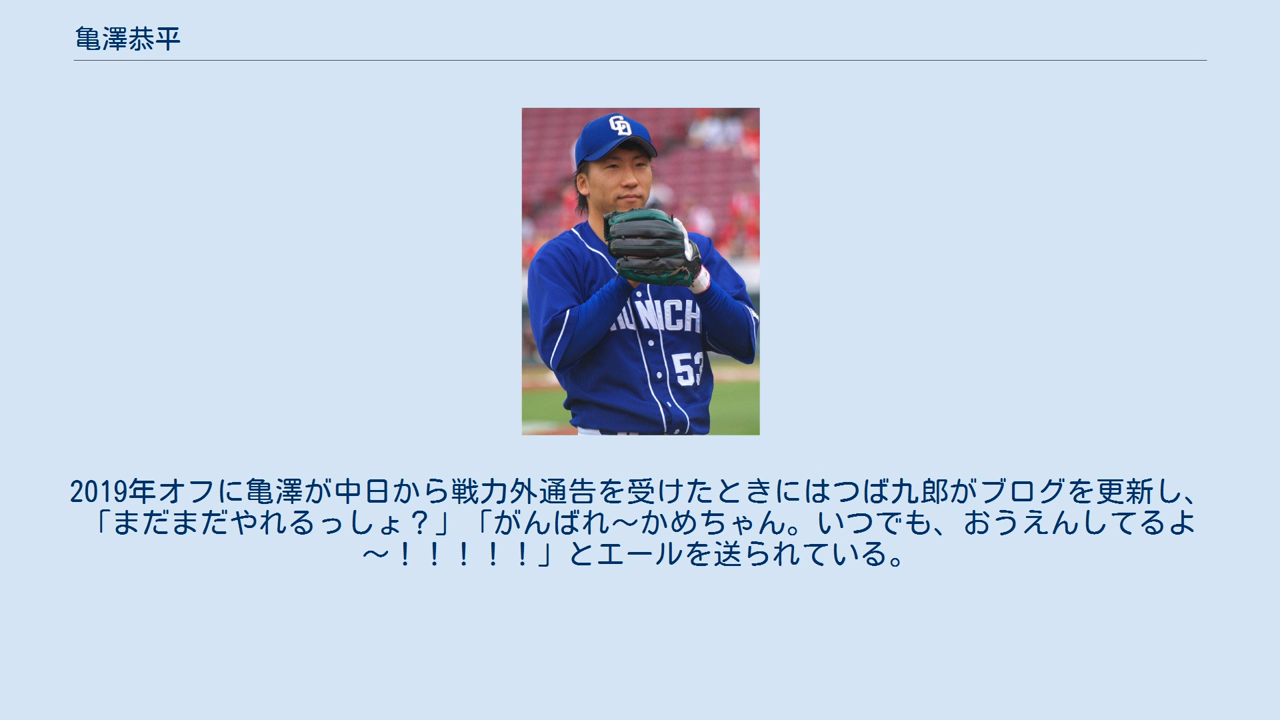 亀澤恭平
CD
UNICH
53
2019年オフに亀澤が中日から戦力外通告を受けたときにはつば九郎がブログを更新し、
「まだまだやれるっしょ？」「がんばれ〜かめちゃん。いつでも、おうえんしてるよ
〜！！！！！」とエールを送られている。